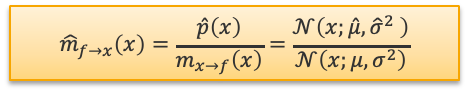 m̂_{f→x}(x) = p̂(x) / m_{x→f}(x) = 𝒩(x; μ̂, σ̂²) / 𝒩(x; μ, σ²)